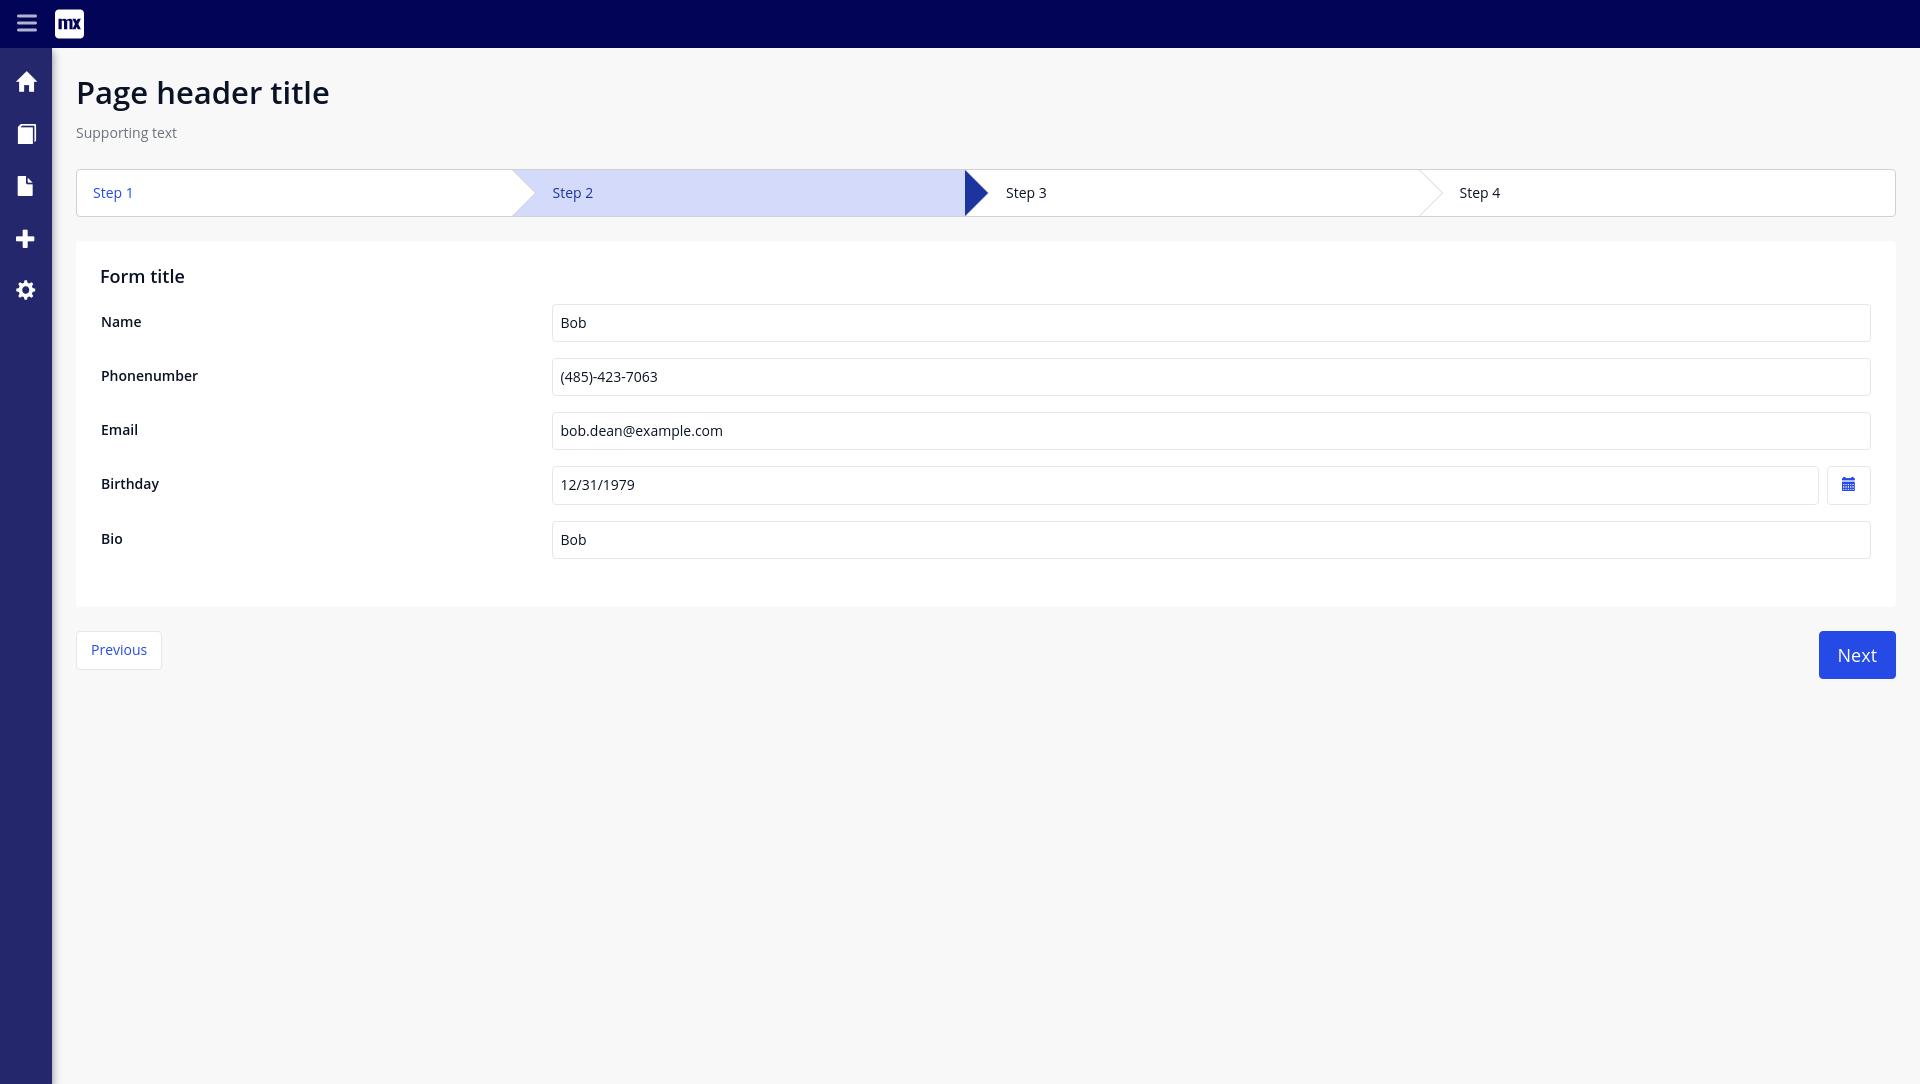 mx
Page header title
Supporting text
Step 1
Step 2
Step 3
Step 4
Form title
Name
Bob
Phonenumber
(485)-423-7063
Email
bob.dean@example.com
Birthday
12/31/1979
Bio
Bob
Previous
Next